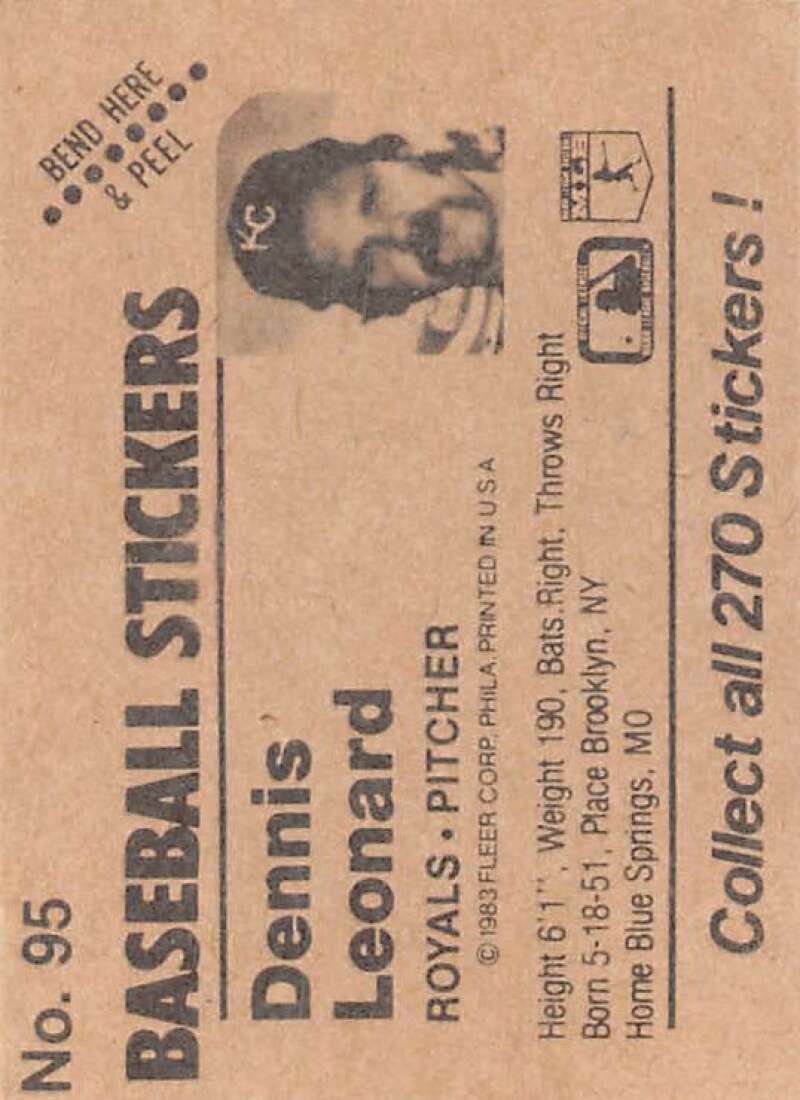 No. 95
BEND HERE
& PEEL
BASEBALL STICKERS
KC
Dennis
Leonard
ROYALS • PITCHER
© 1983 FLEER CORP. PHILA. PRINTED IN U S A
Height 6'1", Weight 190, Bats.Right, Throws Right
Born 5-18-51, Place Brooklyn, NY
Home Blue Springs, MO
Collect all 270 Stickers!